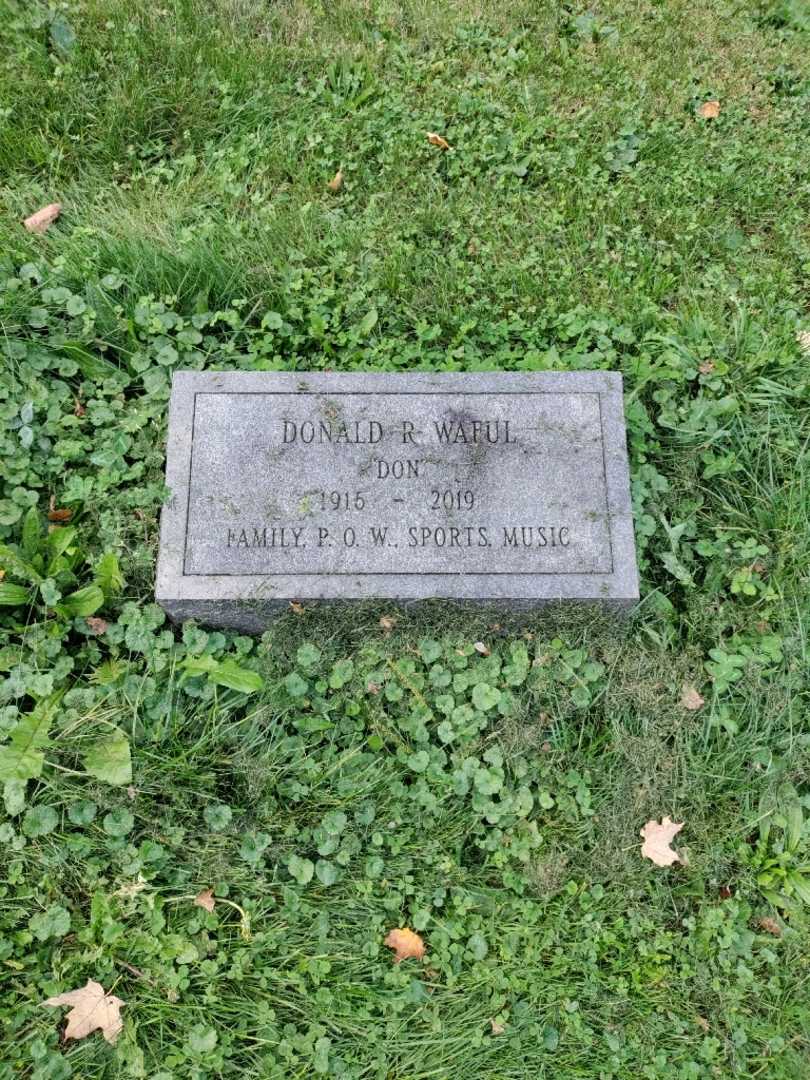 DONALD R. WAFUL
"DON"
1915 - 2019
FAMILY, P. O. W., SPORTS, MUSIC